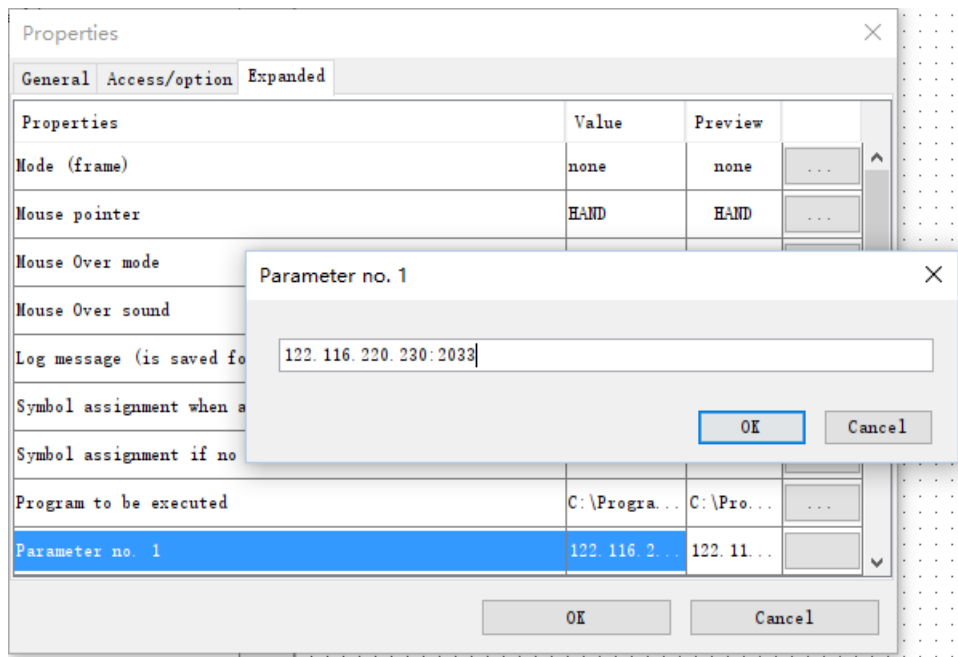 Properties
General Access/option Expanded
Properties Value Preview
Mode (frame) none none ...
Mouse pointer HAND HAND ...
Mouse Over mode
Parameter no. 1
Mouse Over sound
Log message (is saved fo
122.116.220.230:2033
Symbol assignment when a
OK Cancel
Symbol assignment if no
Program to be executed C:\Progra... C:\Pro... ...
Parameter no. 1 122.116.2... 122.11...
OK Cancel